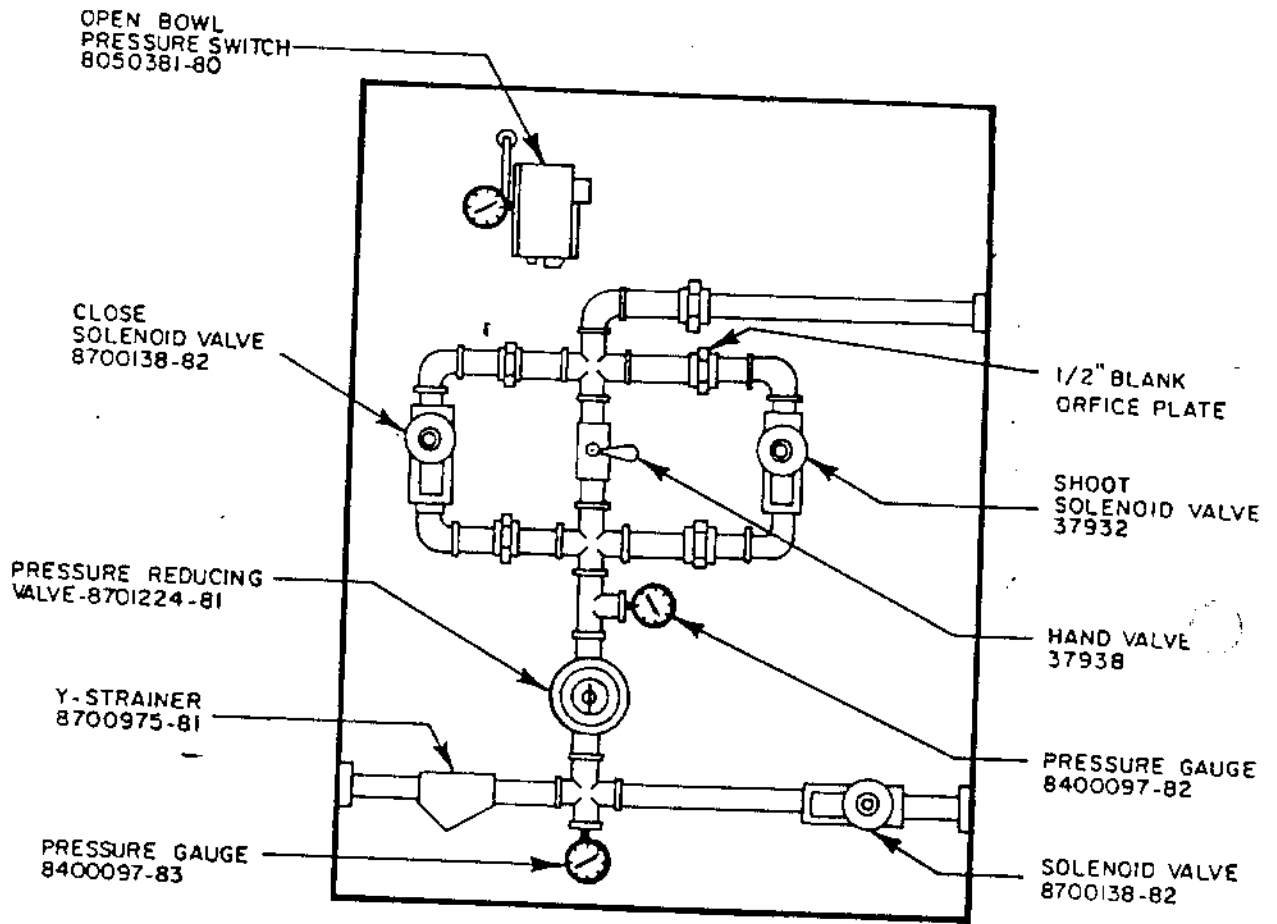 OPEN BOWL
PRESSURE SWITCH
8050381-80
CLOSE
SOLENOID VALVE
8700138-82
1/2" BLANK
ORFICE PLATE
SHOOT
SOLENOID VALVE
37932
PRESSURE REDUCING
VALVE-8701224-81
HAND VALVE
37938
Y-STRAINER
8700975-81
PRESSURE GAUGE
8400097-82
PRESSURE GAUGE
8400097-83
SOLENOID VALVE
8700138-82